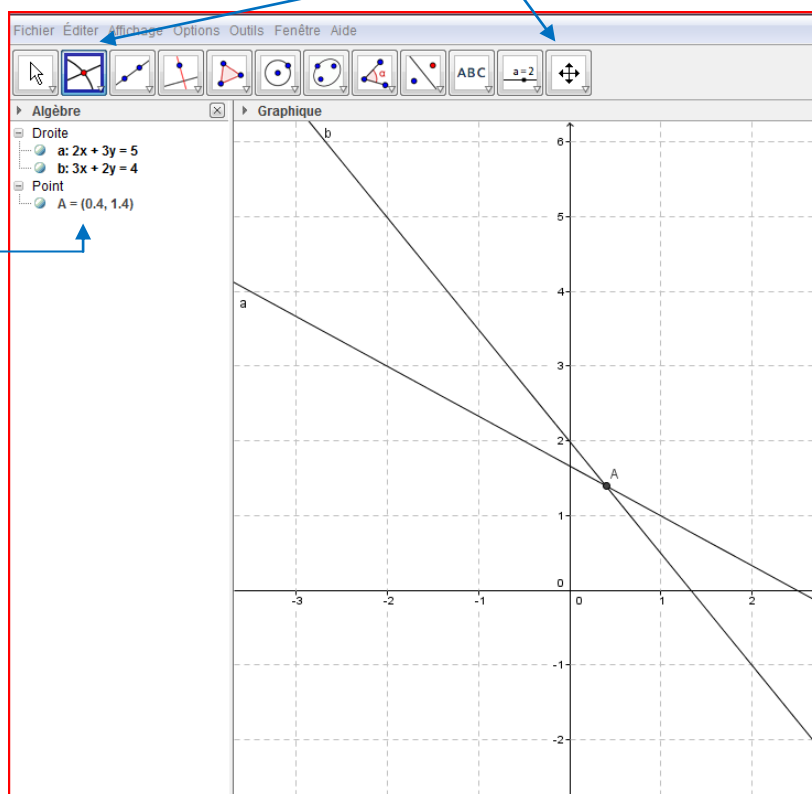 Fichier Éditer Affichage Options Outils Fenêtre Aide
α ABC a=2
Algèbre
Graphique
Droite
a: 2x + 3y = 5
b: 3x + 2y = 4
Point
A = (0.4, 1.4)
b
6
5
4
a
3
2
A
1
0
-3 -2 -1 0 1 2
-1
-2